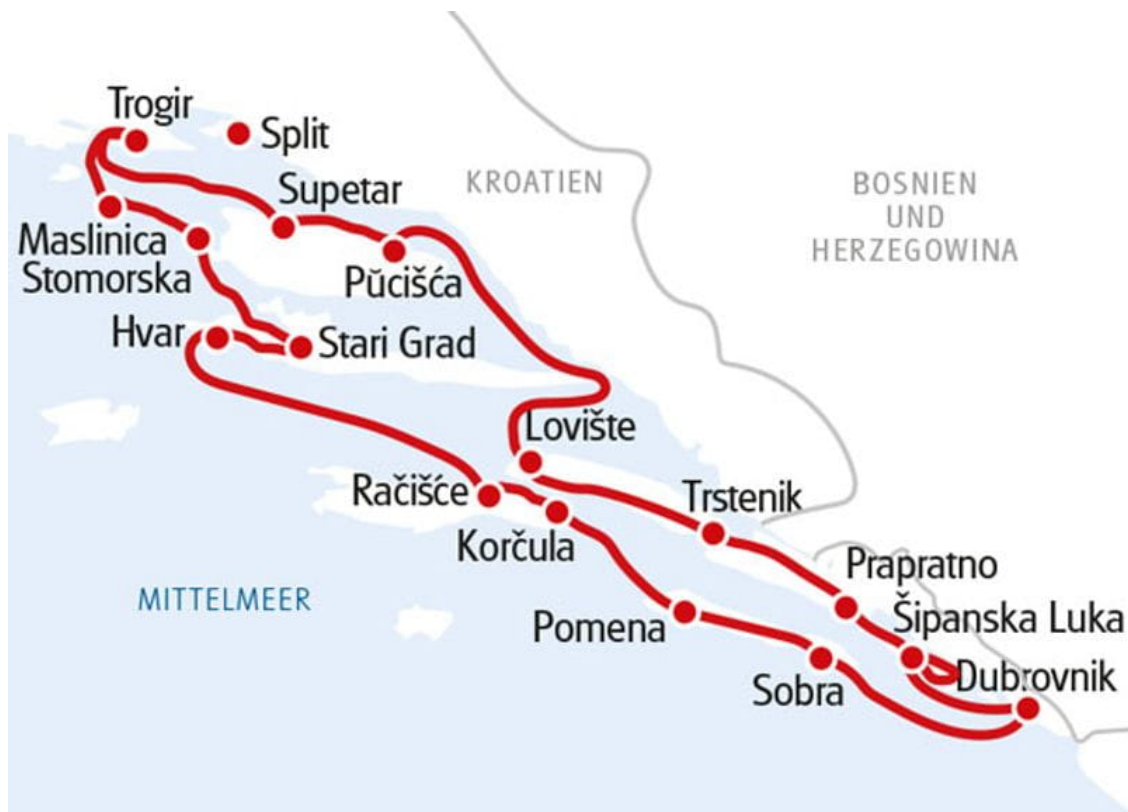 Trogir
Split
KROATIEN
BOSNIEN
UND
HERZEGOWINA
Supetar
Maslinica
Stomorska
Pŭcišća
Hvar
Stari Grad
Lovište
Račišće
Trstenik
Korčula
Prapratno
MITTELMEER
Pomena
Šipanska Luka
Sobra
Dubrovnik